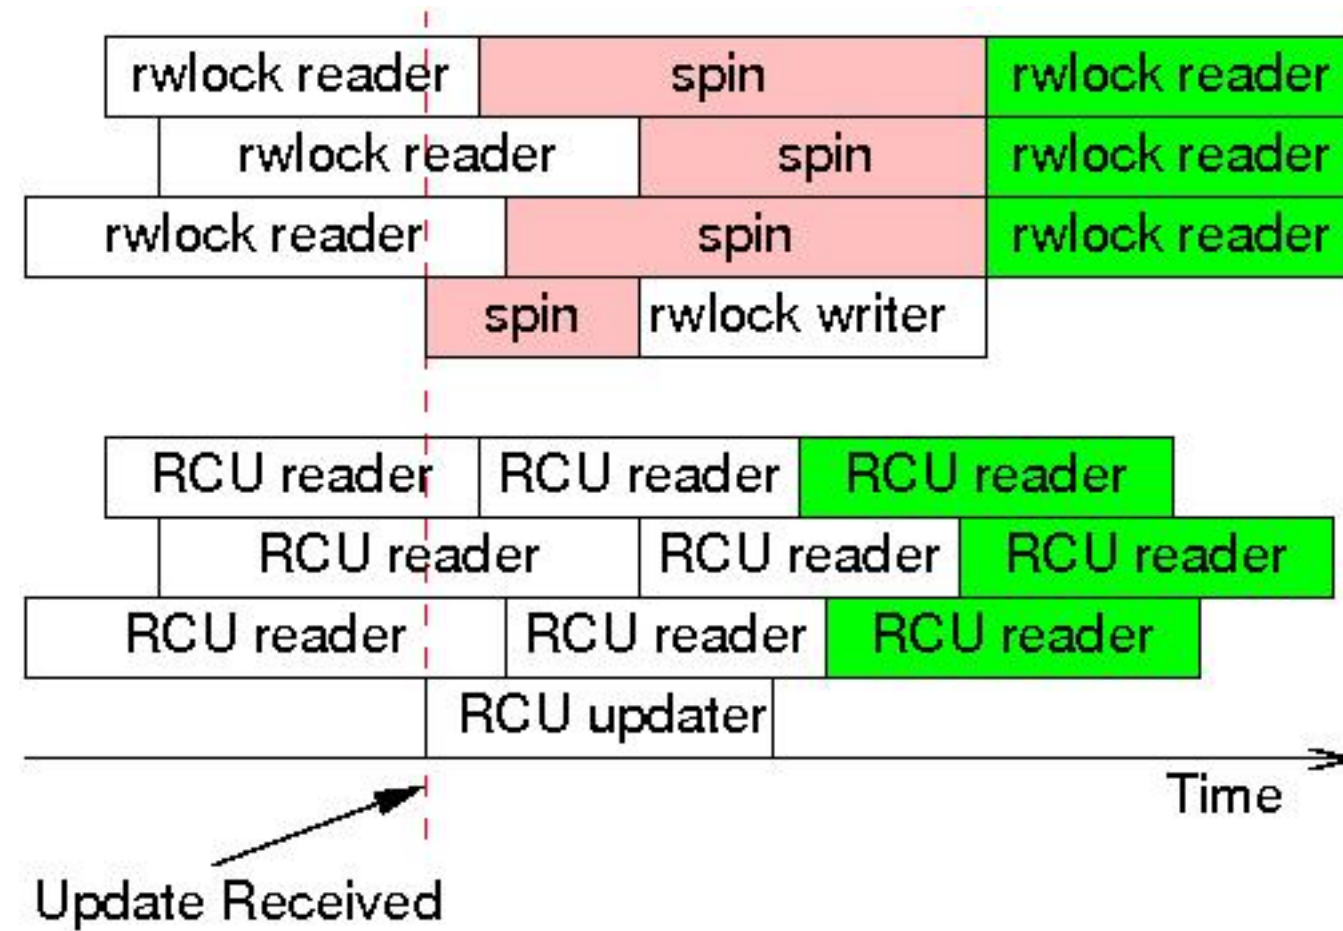 rwlock reader spin rwlock reader
rwlock reader spin rwlock reader
rwlock reader spin rwlock reader
spin rwlock writer
RCU reader RCU reader RCU reader
RCU reader RCU reader RCU reader
RCU reader RCU reader RCU reader
RCU updater
Time
Update Received